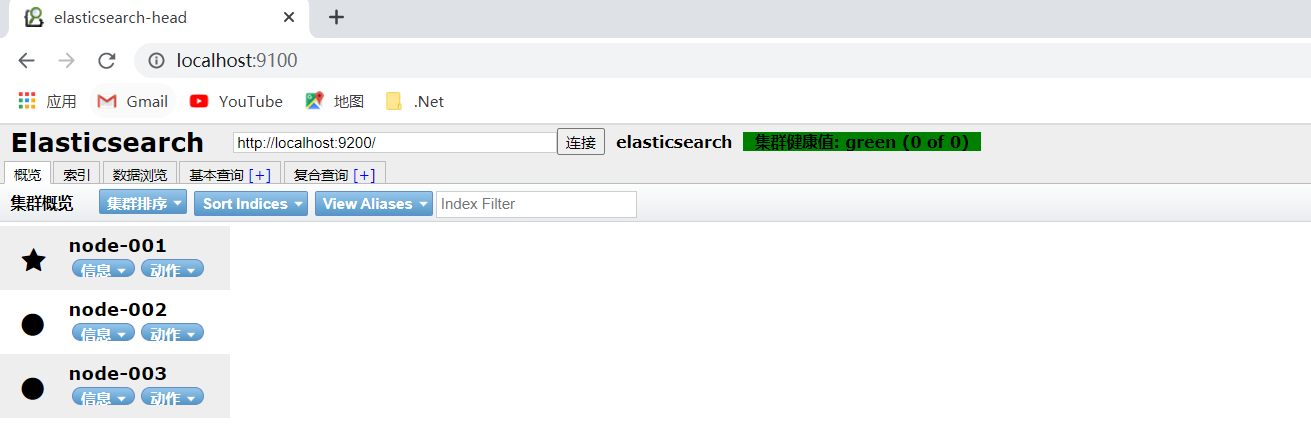 elasticsearch-head
localhost:9100
应用 Gmail YouTube 地图 .Net
Elasticsearch http://localhost:9200/ 连接 elasticsearch 集群健康值: green (0 of 0)
概览 索引 数据浏览 基本查询 [+] 复合查询 [+]
集群概览 集群排序 Sort Indices View Aliases Index Filter
node-001
信息 动作
node-002
信息 动作
node-003
信息 动作